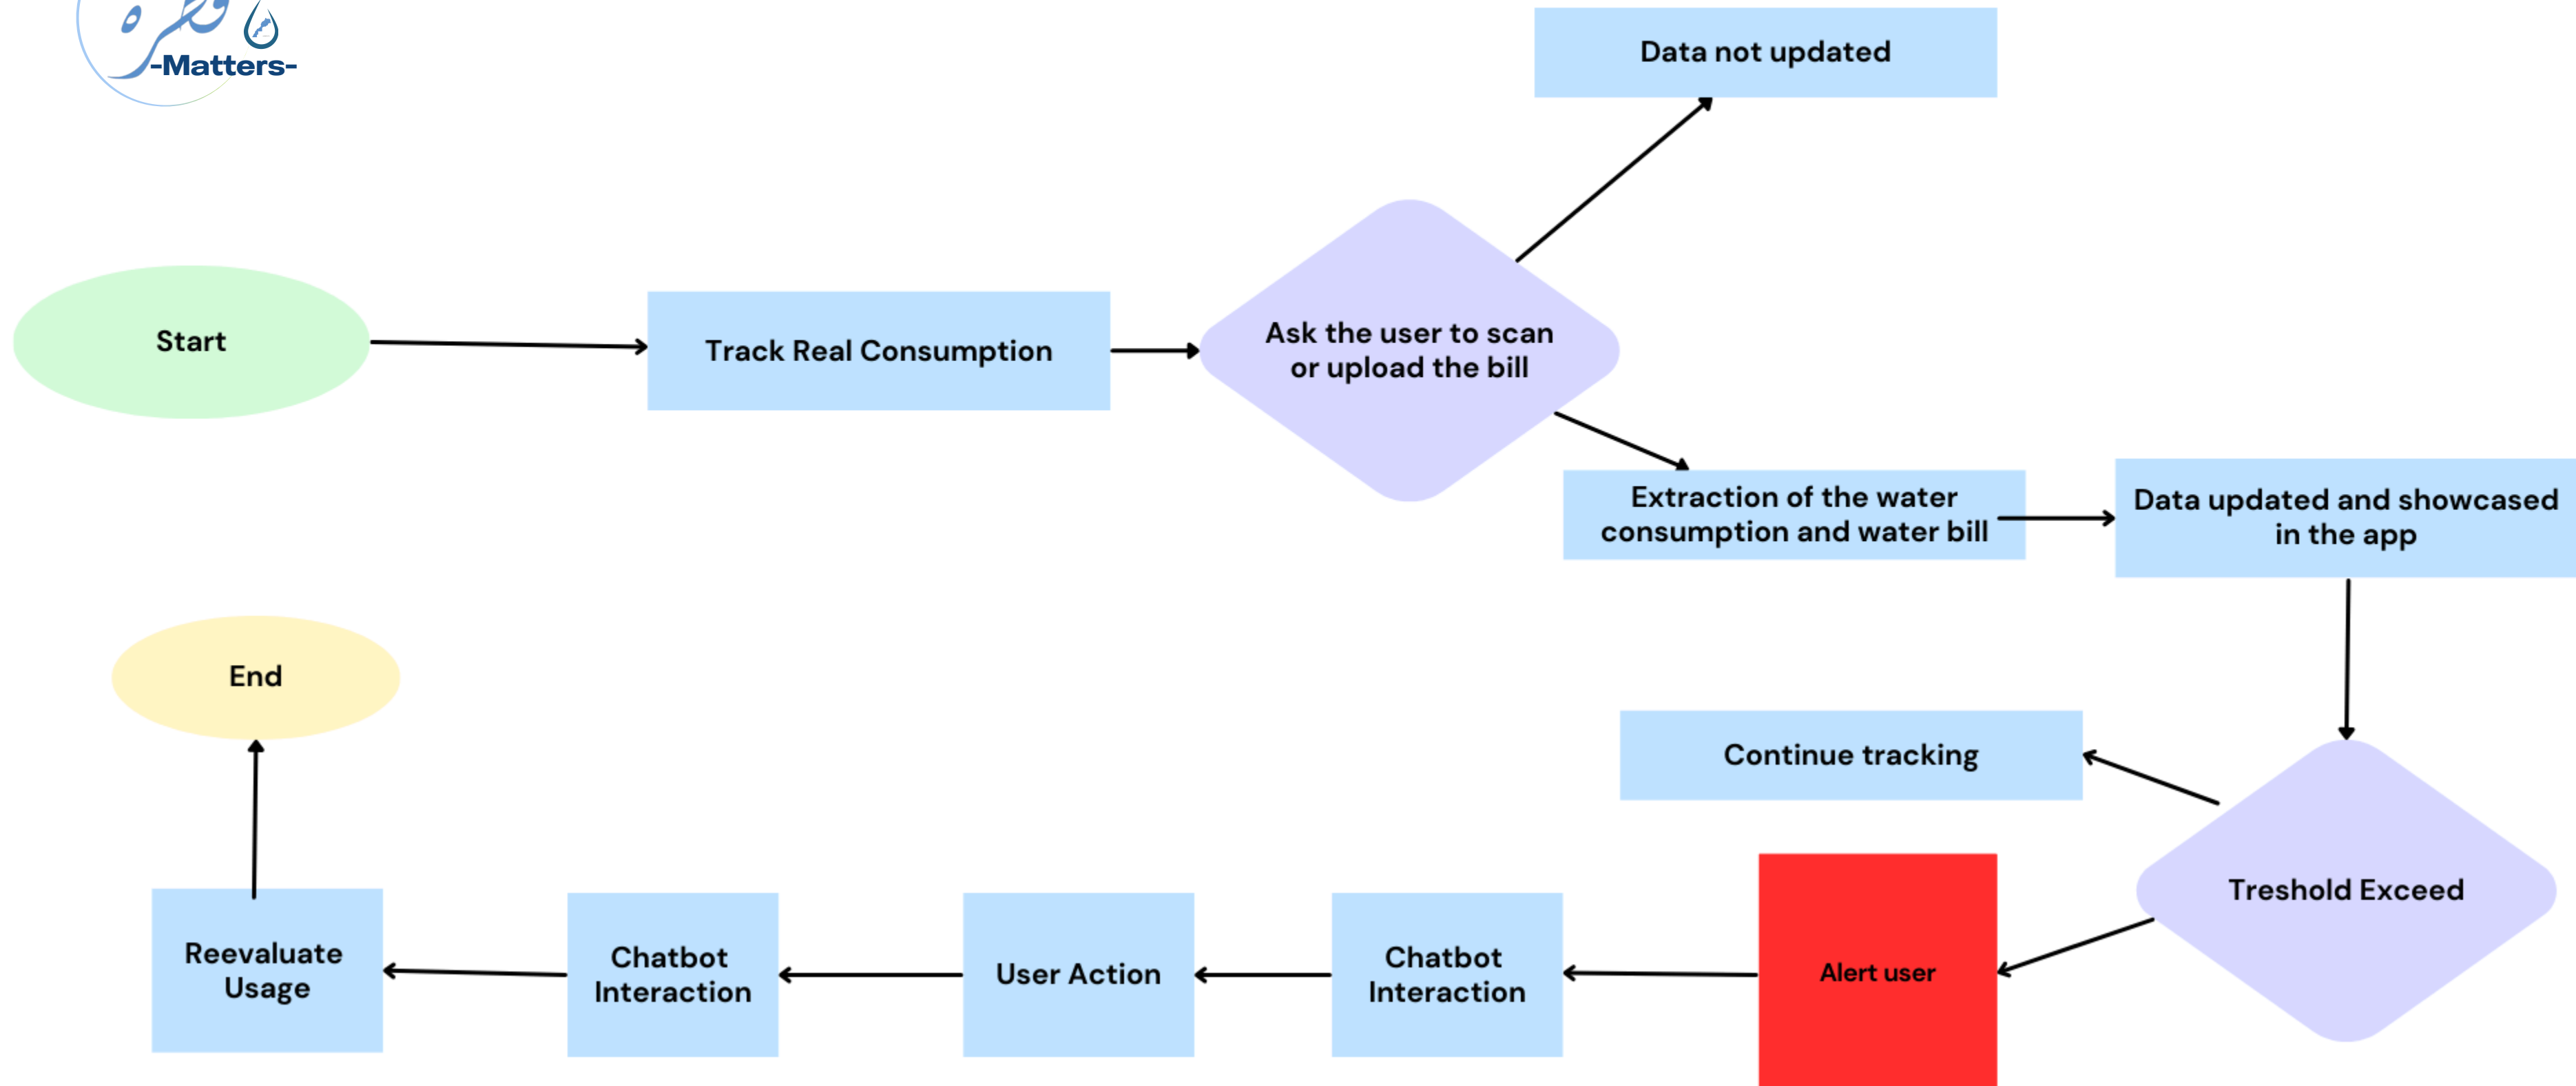 قطرة
-Matters-
Data not updated
Start
Track Real Consumption
Ask the user to scan
or upload the bill
Extraction of the water
consumption and water bill
Data updated and showcased
in the app
End
Continue tracking
Treshold Exceed
Alert user
Chatbot
Interaction
User Action
Chatbot
Interaction
Reevaluate
Usage